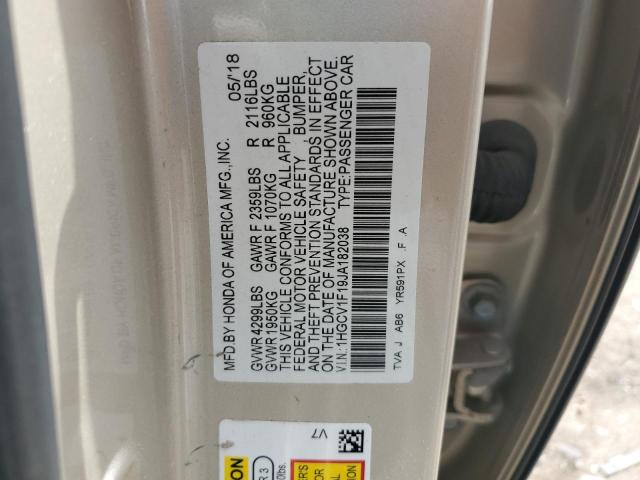 MFD.BY HONDA OF AMERICA MFG.,INC. 05/'18
GVWR 4299LBS GAWR F 2359LBS R 2116LBS
GVWR 1950KG GAWR F 1070KG R 960KG
THIS VEHICLE CONFORMS TO ALL APPLICABLE
FEDERAL MOTOR VEHICLE SAFETY , BUMPER,
AND THEFT PREVENTION STANDARDS IN EFFECT
ON THE DATE OF MANUFACTURE SHOWN ABOVE.
V.I.N.:1HGCV1F19JA182038 TYPE:PASSENGER CAR
TVA J AB6 YR591PX .F .A
V7